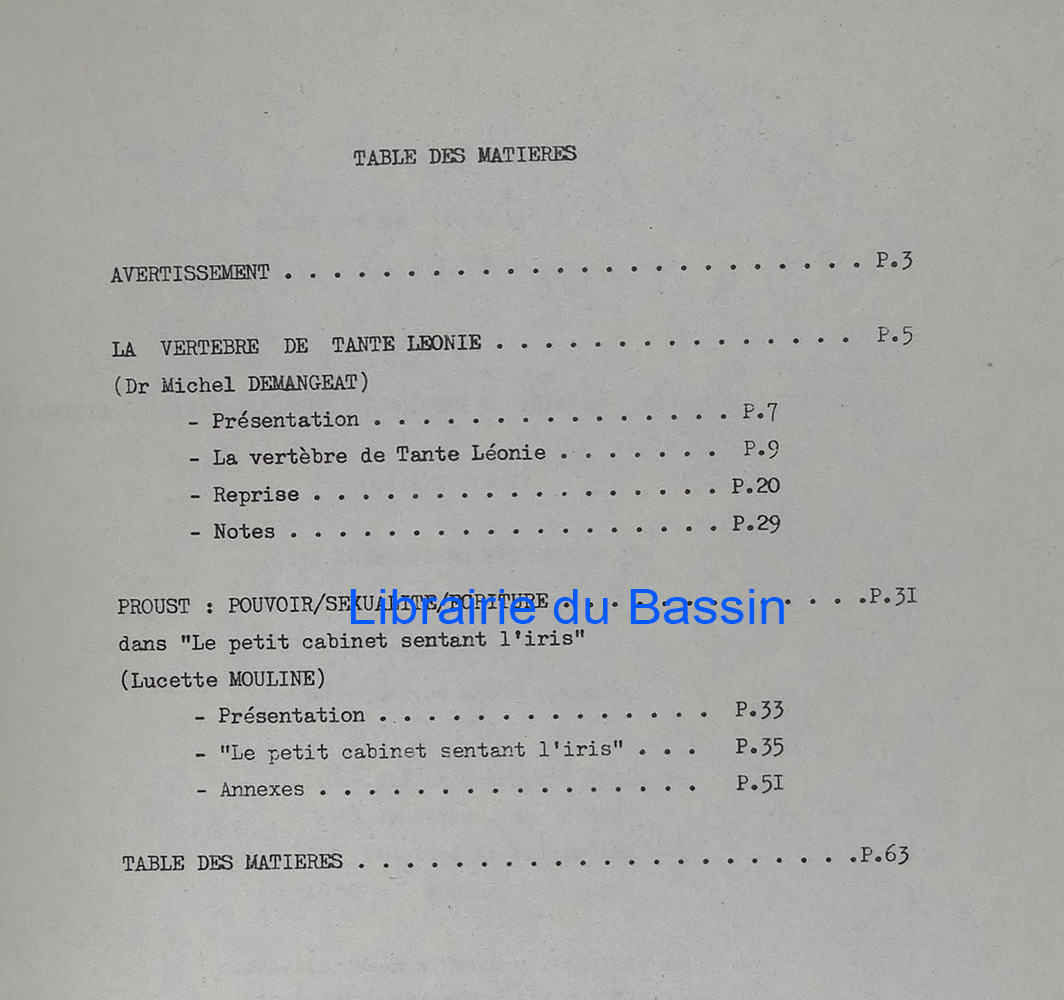 TABLE DES MATIERES
AVERTISSEMENT . . . . . . . . . . . . . . . . . . . . . . . . P.3
LA VERTEBRE DE TANTE LEONIE . . . . . . . . . . . . . . . P.5
(Dr Michel DEMANGEAT)
- Présentation . . . . . . . . . . . . . . . P.7
- La vertèbre de Tante Léonie . . . . . . . P.9
- Reprise . . . . . . . . . . . . . . . . . P.20
- Notes . . . . . . . . . . . . . . . . . . P.29
PROUST : POUVOIR/SEXUALITE/ECRITURE . . . . . . . . . . . . .P.3I
Librairie du Bassin
dans "Le petit cabinet sentant l'iris"
(Lucette MOULINE)
- Présentation . . . . . . . . . . . . . . P.33
- "Le petit cabinet sentant l'iris" . . . P.35
- Annexes . . . . . . . . . . . . . . . . P.5I
TABLE DES MATIERES . . . . . . . . . . . . . . . . . . . . .P.63